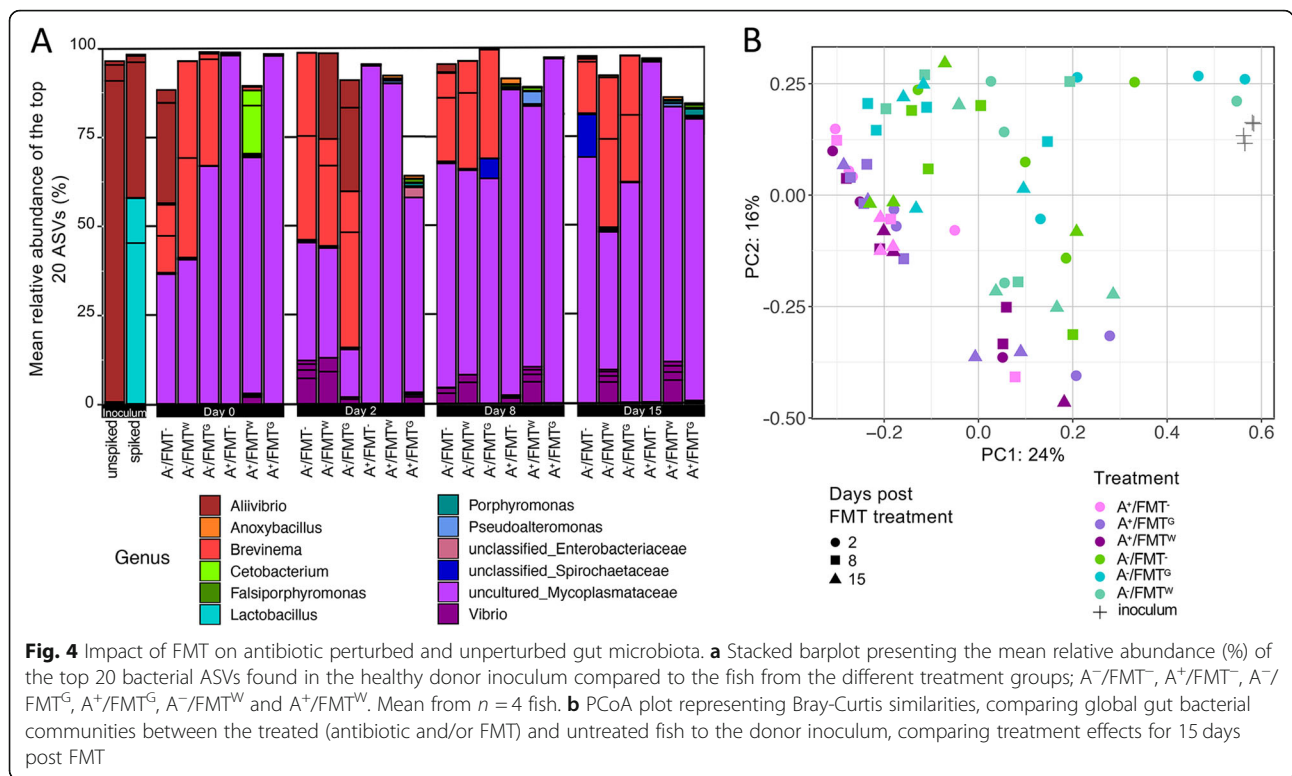 A
B
Mean relative abundance of the top
20 ASVs (%)
100
75
50
25
0
Inoculum
Day 0
Day 2
Day 8
Day 15
unspiked
spiked
A⁻/FMT⁻
A⁻/FMTᵂ
A⁻/FMTᴳ
A⁺/FMT⁻
A⁺/FMTᵂ
A⁺/FMTᴳ
A⁻/FMT⁻
A⁻/FMTᵂ
A⁻/FMTᴳ
A⁺/FMT⁻
A⁺/FMTᵂ
A⁺/FMTᴳ
A⁻/FMT⁻
A⁻/FMTᵂ
A⁻/FMTᴳ
A⁺/FMT⁻
A⁺/FMTᵂ
A⁺/FMTᴳ
A⁻/FMT⁻
A⁻/FMTᵂ
A⁻/FMTᴳ
A⁺/FMT⁻
A⁺/FMTᵂ
A⁺/FMTᴳ
Genus
Aliivibrio
Anoxybacillus
Brevinema
Cetobacterium
Falsiporphyromonas
Lactobacillus
Porphyromonas
Pseudoalteromonas
unclassified_Enterobacteriaceae
unclassified_Spirochaetaceae
uncultured_Mycoplasmataceae
Vibrio
PC2: 16%
0.25
0.00
-0.25
-0.50
-0.2
0.0
0.2
0.4
0.6
PC1: 24%
Days post
FMT treatment
2
8
15
Treatment
A⁺/FMT⁻
A⁺/FMTᴳ
A⁺/FMTᵂ
A⁻/FMT⁻
A⁻/FMTᴳ
A⁻/FMTᵂ
inoculum
Fig. 4 Impact of FMT on antibiotic perturbed and unperturbed gut microbiota. a Stacked barplot presenting the mean relative abundance (%) of
the top 20 bacterial ASVs found in the healthy donor inoculum compared to the fish from the different treatment groups; A⁻/FMT⁻, A⁺/FMT⁻, A⁻/
FMTᴳ, A⁺/FMTᴳ, A⁻/FMTᵂ and A⁺/FMTᵂ. Mean from n = 4 fish. b PCoA plot representing Bray-Curtis similarities, comparing global gut bacterial
communities between the treated (antibiotic and/or FMT) and untreated fish to the donor inoculum, comparing treatment effects for 15 days
post FMT